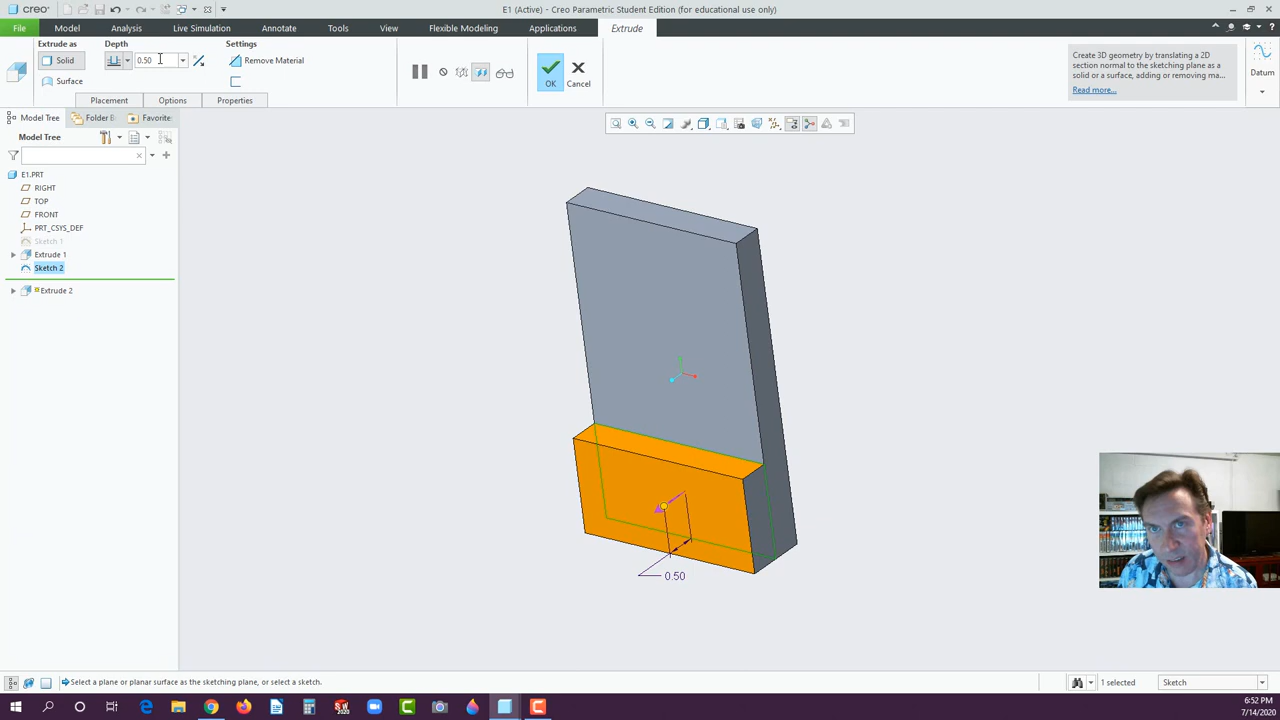 creo
E1 (Active) - Creo Parametric Student Edition (for educational use only)
File Model Analysis Live Simulation Annotate Tools View Flexible Modeling Applications Extrude
Extrude as Depth Settings
Solid 0.50 Remove Material
Surface
OK Cancel
Create 3D geometry by translating a 2D
section normal to the sketching plane as a
solid or a surface, adding or removing ma...
Read more...
Datum
Placement Options Properties
Model Tree Folder B Favorite
Model Tree
E1.PRT
RIGHT
TOP
FRONT
PRT_CSYS_DEF
Sketch 1
Extrude 1
Sketch 2
Extrude 2
0.50
Select a plane or planar surface as the sketching plane, or select a sketch.
1 selected
Sketch
6:52 PM
7/14/2020